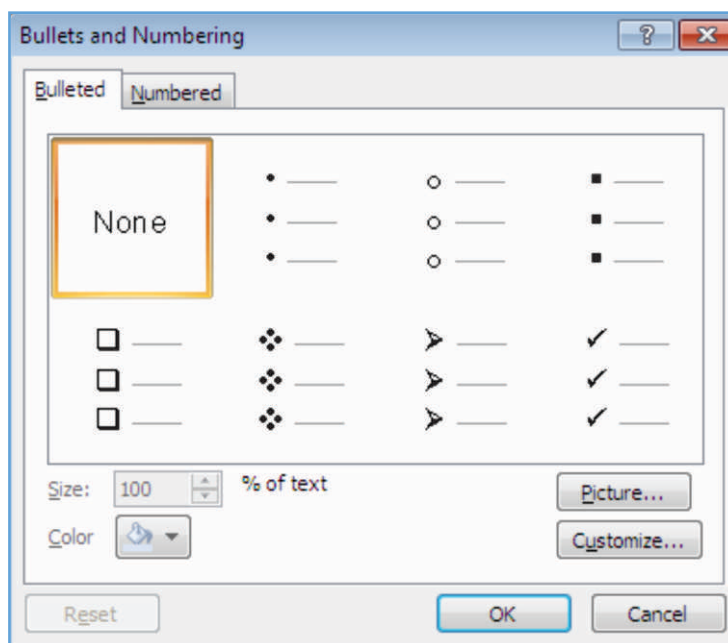 Bullets and Numbering
Bulleted Numbered
None
Size: 100 % of text Picture...
Color Customize...
Reset OK Cancel